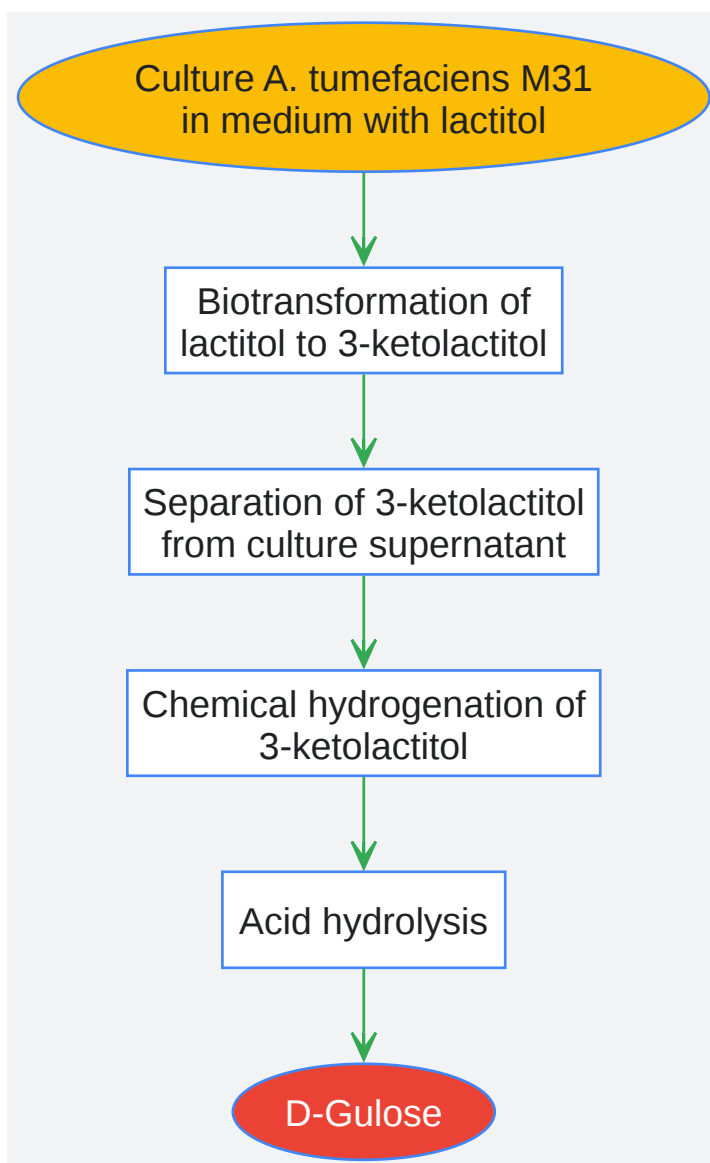 Culture A. tumefaciens M31
in medium with lactitol
Biotransformation of
lactitol to 3-ketolactitol
Separation of 3-ketolactitol
from culture supernatant
Chemical hydrogenation of
3-ketolactitol
Acid hydrolysis
D-Gulose